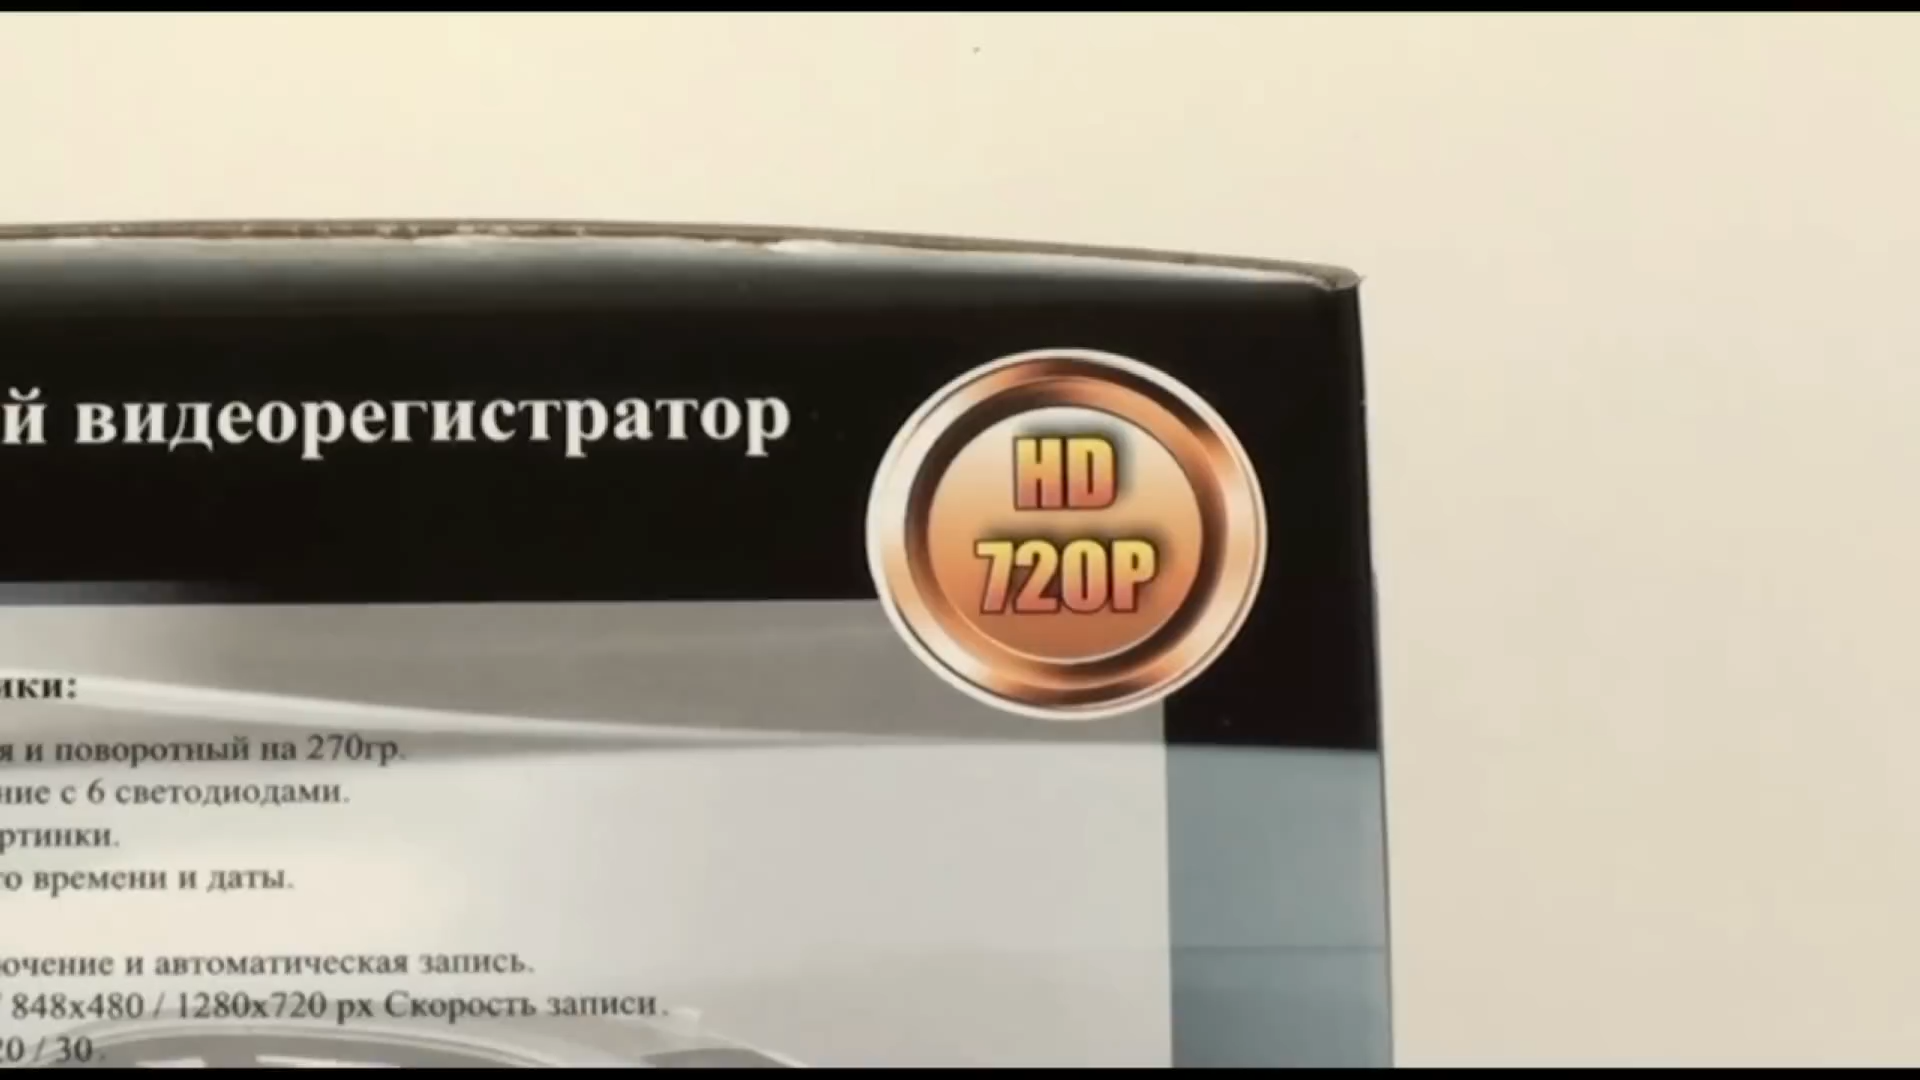 й видеорегистратор
HD
720P
ики:
я и поворотный на 270гр.
ние с 6 светодиодами.
ртинки.
го времени и даты.
ючение и автоматическая запись.
/ 848x480 / 1280x720 px Скорость записи.
20 / 30.